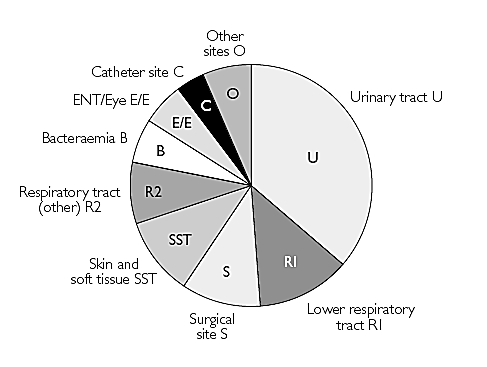 Other
sites O
Catheter site C
ENT/Eye E/E
Bacteraemia B
Respiratory tract
(other) R2
Skin and
soft tissue SST
Surgical
site S
Lower respiratory
tract R1
Urinary tract U
O
C
E/E
B
R2
SST
S
R1
U